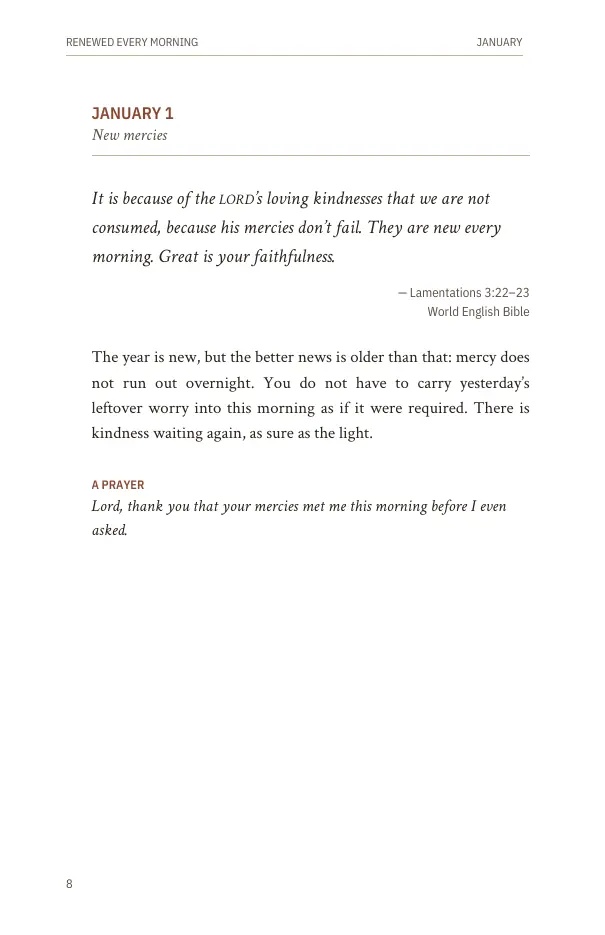 RENEWED EVERY MORNING JANUARY
JANUARY 1
New mercies
It is because of the LORD’s loving kindnesses that we are not
consumed, because his mercies don’t fail. They are new every
morning. Great is your faithfulness.
— Lamentations 3:22–23
World English Bible
The year is new, but the better news is older than that: mercy does
not run out overnight. You do not have to carry yesterday’s
leftover worry into this morning as if it were required. There is
kindness waiting again, as sure as the light.
A PRAYER
Lord, thank you that your mercies met me this morning before I even
asked.
8